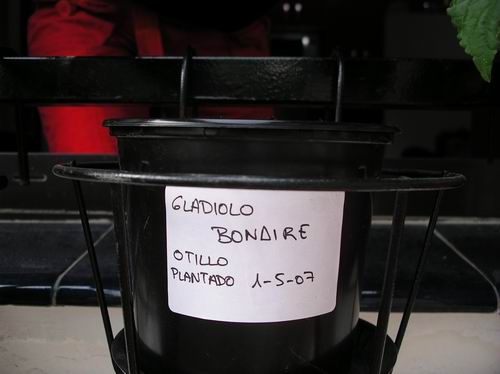 GLADIOLO
BONAIRE
OTILLO
PLANTADO 1-5-07